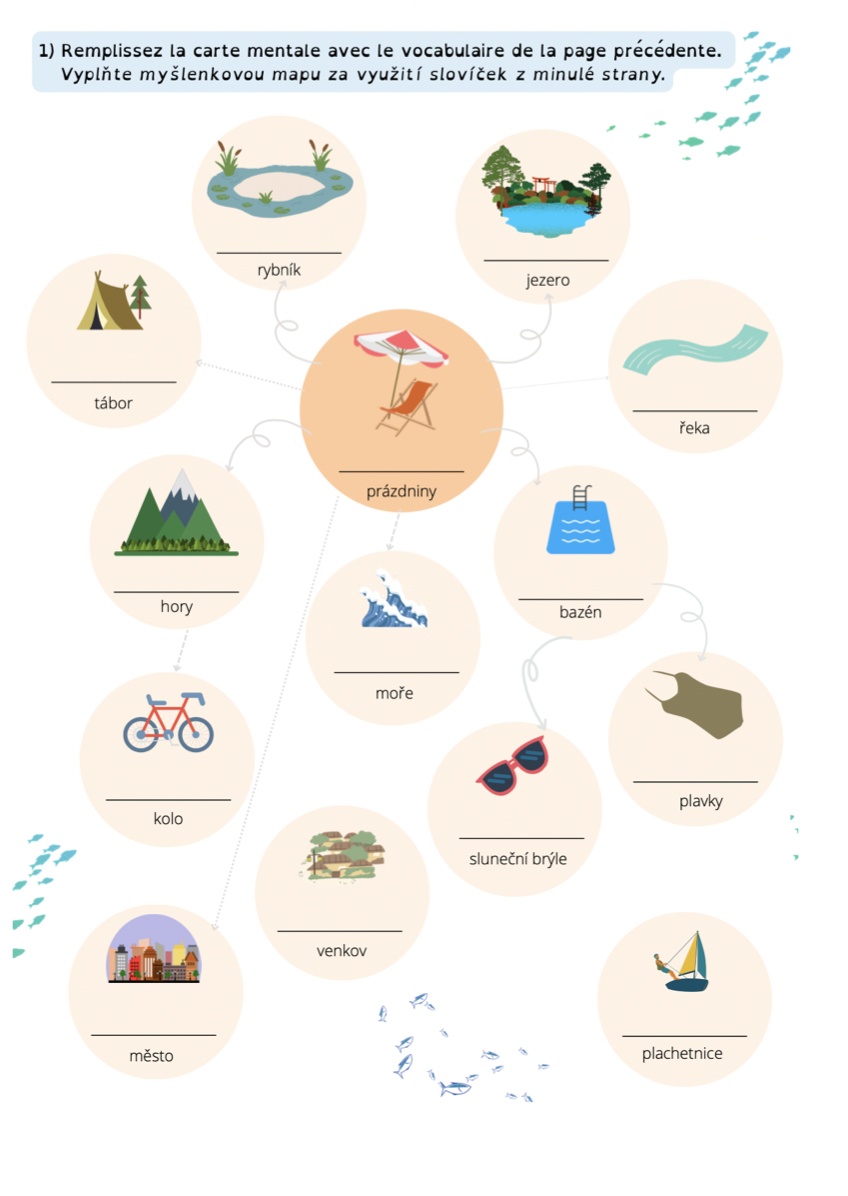 1) Remplissez la carte mentale avec le vocabulaire de la page précédente.
Vyplňte myšlenkovou mapu za využití slovíček z minulé strany.
rybník
jezero
tábor
řeka
prázdniny
hory
bazén
moře
kolo
plavky
sluneční brýle
venkov
město
plachetnice